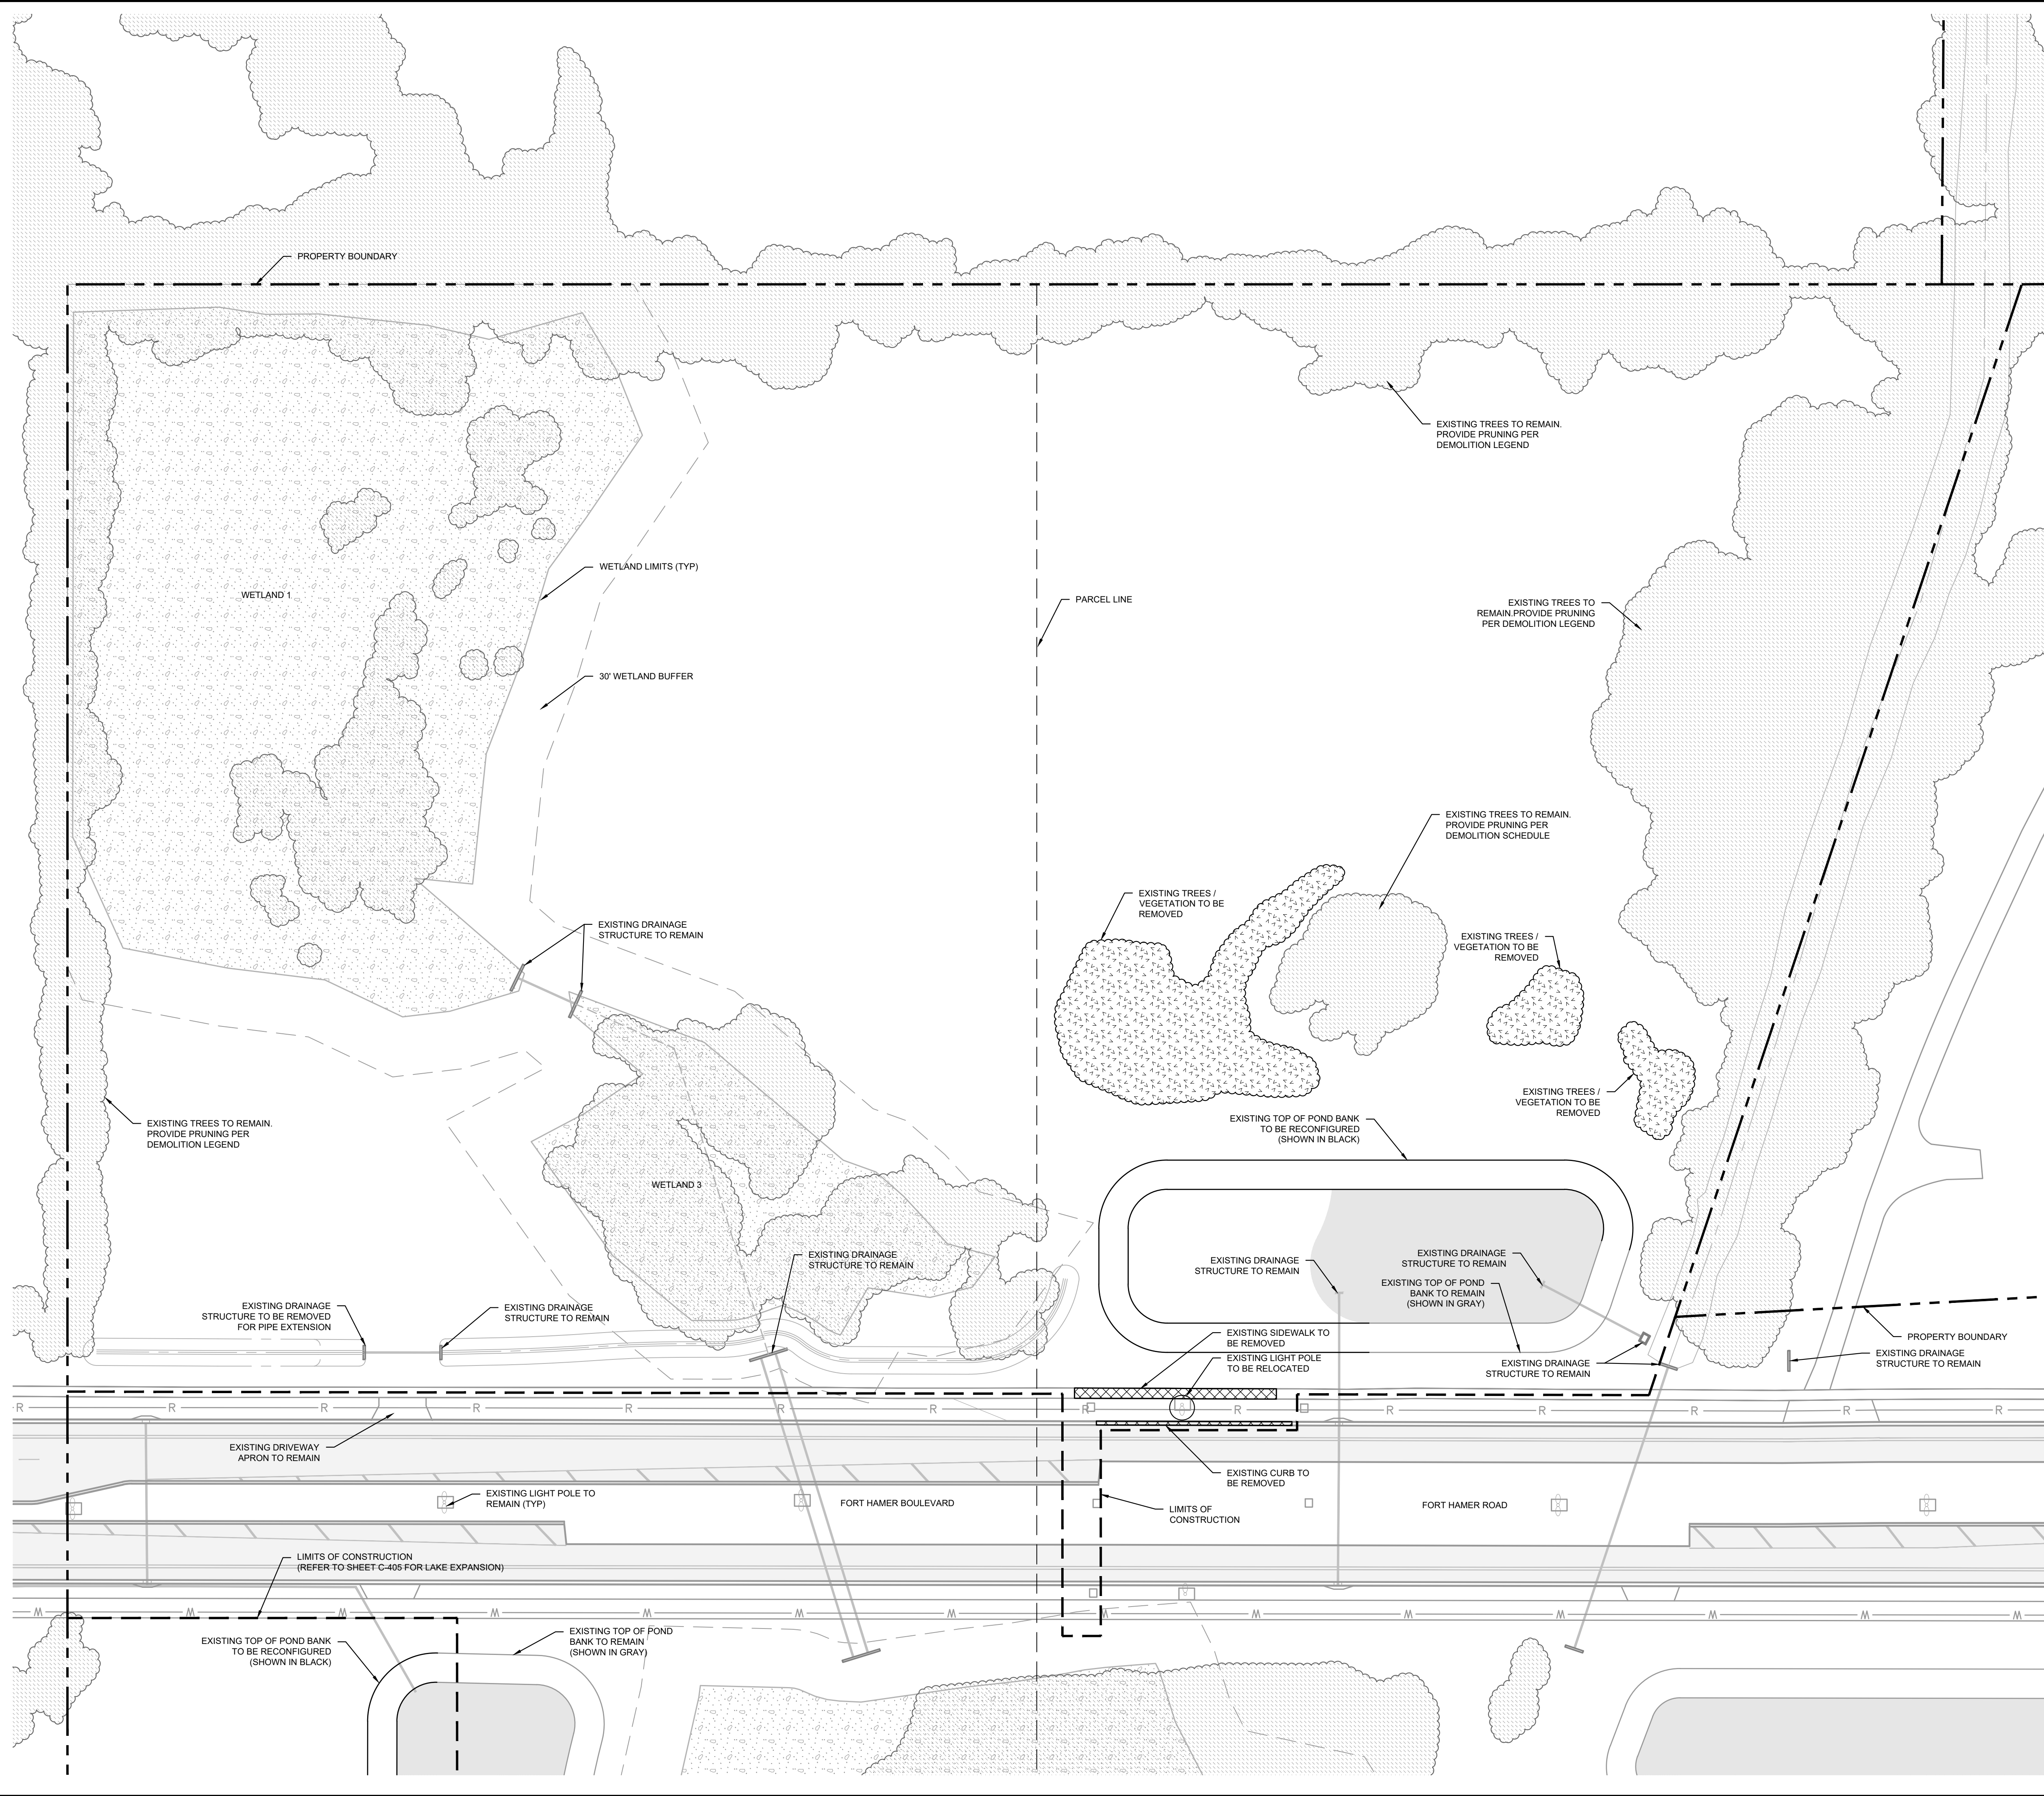 PROPERTY BOUNDARY
EXISTING TREES TO REMAIN.
PROVIDE PRUNING PER
DEMOLITION LEGEND
WETLAND LIMITS (TYP)
WETLAND 1
PARCEL LINE
EXISTING TREES TO
REMAIN.PROVIDE PRUNING
PER DEMOLITION LEGEND
30' WETLAND BUFFER
EXISTING TREES TO REMAIN.
PROVIDE PRUNING PER
DEMOLITION SCHEDULE
EXISTING TREES /
VEGETATION TO BE
REMOVED
EXISTING DRAINAGE
STRUCTURE TO REMAIN
EXISTING TREES /
VEGETATION TO BE
REMOVED
EXISTING TREES /
VEGETATION TO BE
REMOVED
EXISTING TREES TO REMAIN.
PROVIDE PRUNING PER
DEMOLITION LEGEND
EXISTING TOP OF POND BANK
TO BE RECONFIGURED
(SHOWN IN BLACK)
WETLAND 3
EXISTING DRAINAGE
STRUCTURE TO REMAIN
EXISTING DRAINAGE
STRUCTURE TO REMAIN
EXISTING DRAINAGE
STRUCTURE TO REMAIN
EXISTING TOP OF POND
BANK TO REMAIN
(SHOWN IN GRAY)
EXISTING DRAINAGE
STRUCTURE TO BE REMOVED
FOR PIPE EXTENSION
EXISTING DRAINAGE
STRUCTURE TO REMAIN
EXISTING SIDEWALK TO
BE REMOVED
EXISTING LIGHT POLE
TO BE RELOCATED
EXISTING DRAINAGE
STRUCTURE TO REMAIN
PROPERTY BOUNDARY
EXISTING DRAINAGE
STRUCTURE TO REMAIN
R R R R R R R R R R R R R R
EXISTING DRIVEWAY
APRON TO REMAIN
EXISTING CURB TO
BE REMOVED
EXISTING LIGHT POLE TO
REMAIN (TYP)
FORT HAMER BOULEVARD
LIMITS OF
CONSTRUCTION
FORT HAMER ROAD
LIMITS OF CONSTRUCTION
(REFER TO SHEET C-405 FOR LAKE EXPANSION)
M M M M M M M M M M M M M M
EXISTING TOP OF POND BANK
TO BE RECONFIGURED
(SHOWN IN BLACK)
EXISTING TOP OF POND
BANK TO REMAIN
(SHOWN IN GRAY)